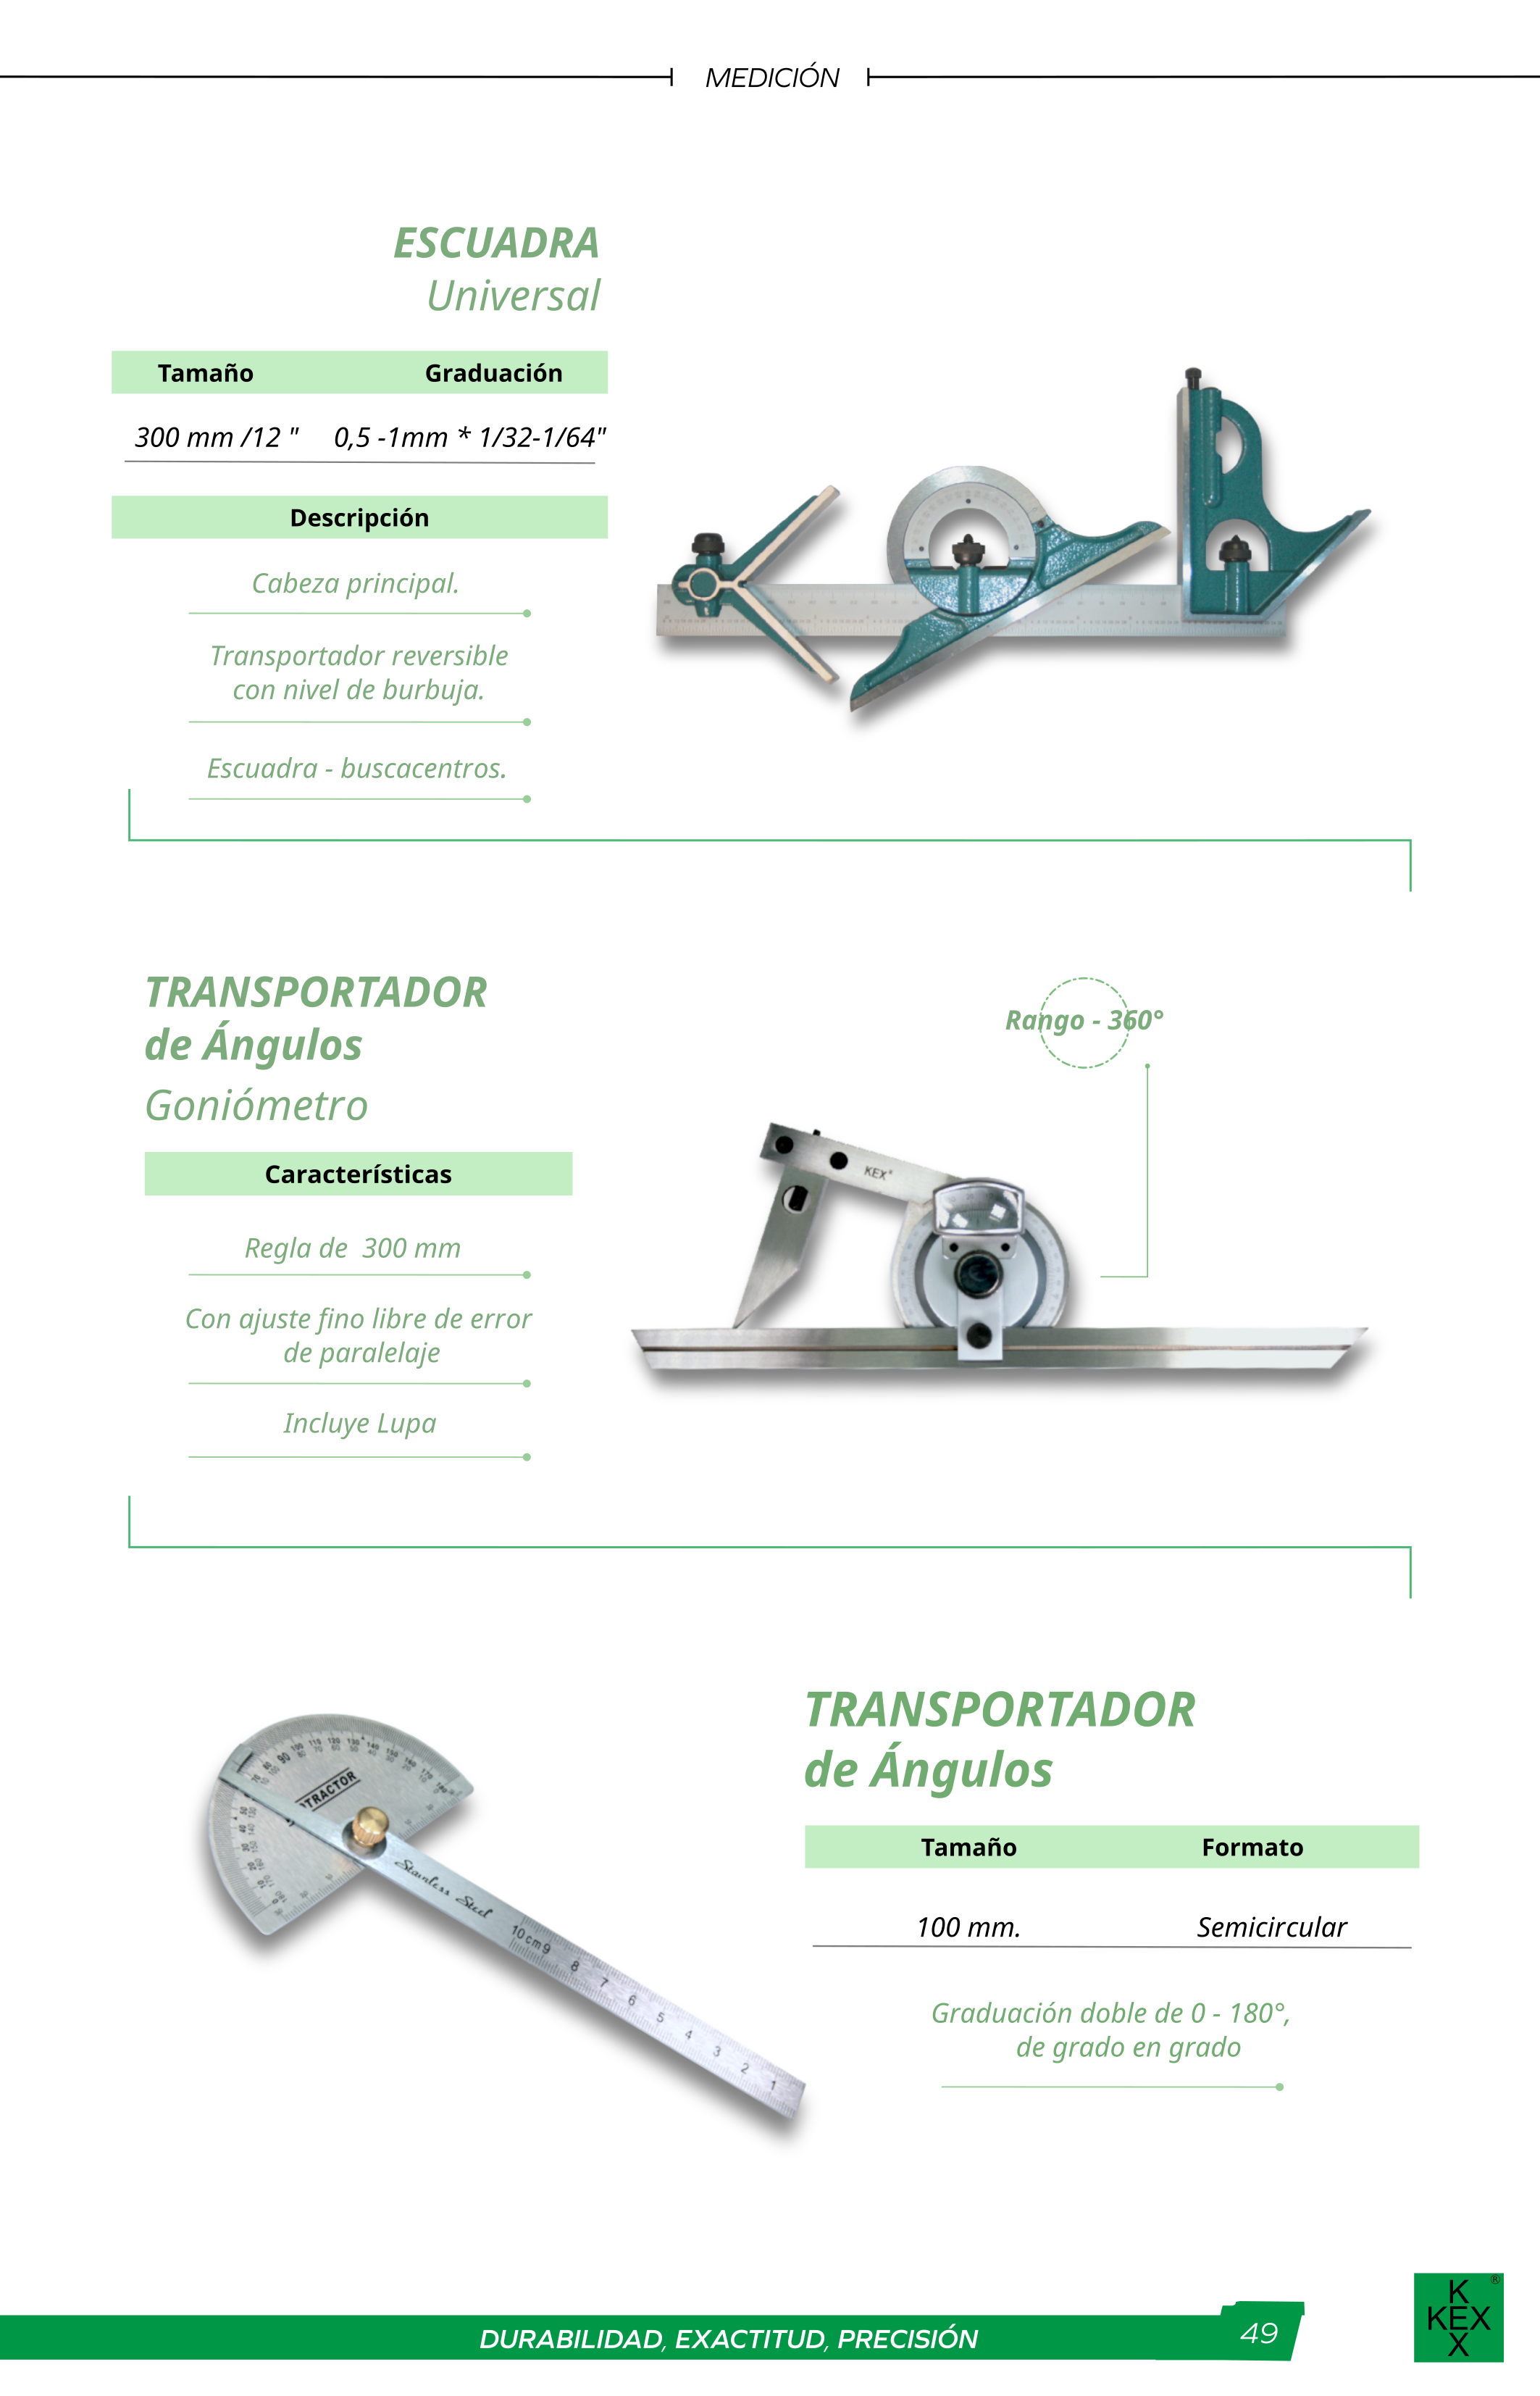 MEDICIÓN
ESCUADRA
Universal
Tamaño Graduación
300 mm /12 " 0,5 -1mm * 1/32-1/64"
Descripción
Cabeza principal.
Transportador reversible
con nivel de burbuja.
Escuadra - buscacentros.
TRANSPORTADOR
de Ángulos
Goniómetro
Características
Regla de 300 mm
Con ajuste fino libre de error
de paralelaje
Incluye Lupa
Rango - 360°
KEX
TRANSPORTADOR
de Ángulos
Tamaño Formato
100 mm. Semicircular
Graduación doble de 0 - 180°,
de grado en grado
Stainless Steel
10cm9 8 7 6 5 4 3 2 1
DURABILIDAD, EXACTITUD, PRECISIÓN
49
K
KEX
X
®